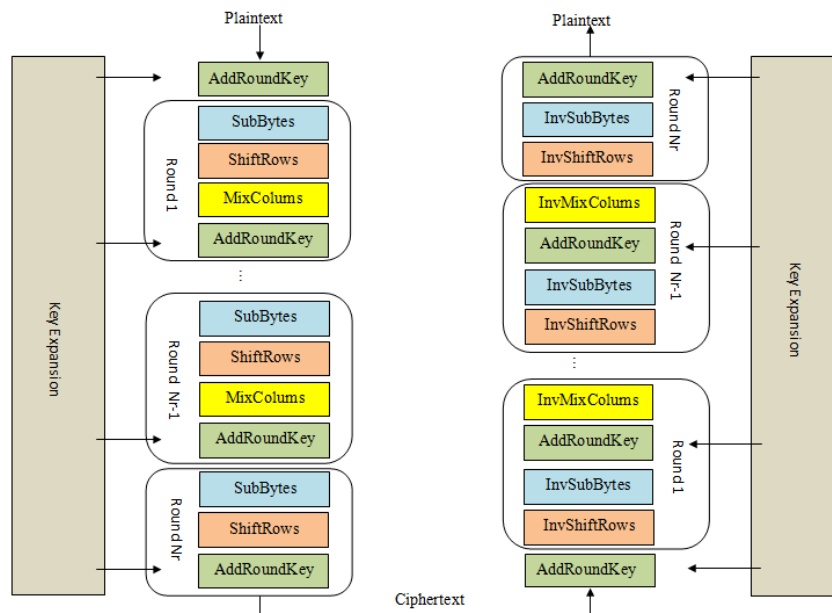 Plaintext
AddRoundKey
SubBytes
ShiftRows
MixColums
AddRoundKey
Round 1
...
SubBytes
ShiftRows
MixColums
AddRoundKey
Round Nr-1
SubBytes
ShiftRows
AddRoundKey
Round Nr
Key Expansion
Ciphertext
Plaintext
AddRoundKey
InvSubBytes
InvShiftRows
Round Nr
InvMixColums
AddRoundKey
InvSubBytes
InvShiftRows
Round Nr-1
...
InvMixColums
AddRoundKey
InvSubBytes
InvShiftRows
Round 1
AddRoundKey
Key Expansion